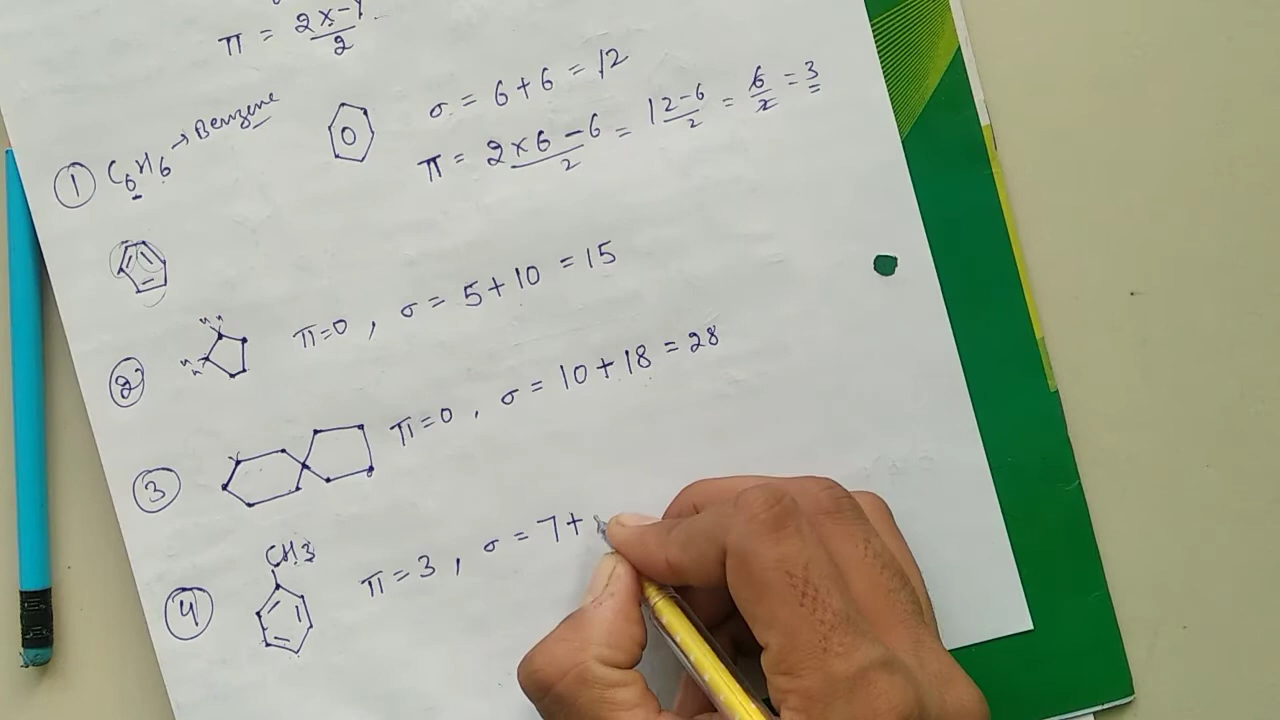 π = 2x-y/2
① C6H6 → Benzene
σ = 6+6 = 12
π = 2×6-6/2 = 12-6/2 = 6/2 = 3
② H H H H π=0 , σ = 5+10 = 15
③ π=0 , σ = 10+18 = 28
④ CH3 π=3 , σ = 7+